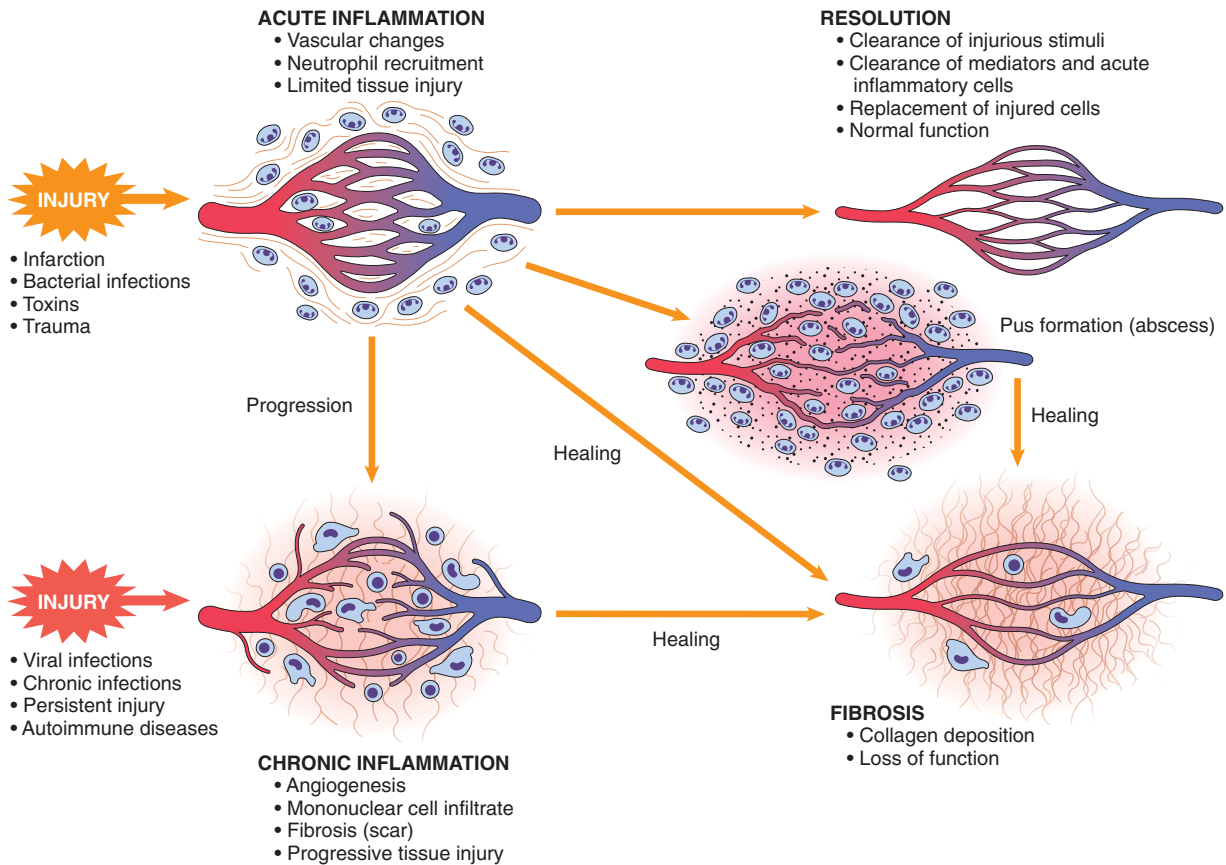 ACUTE INFLAMMATION
• Vascular changes
• Neutrophil recruitment
• Limited tissue injury
RESOLUTION
• Clearance of injurious stimuli
• Clearance of mediators and acute
inflammatory cells
• Replacement of injured cells
• Normal function
INJURY
• Infarction
• Bacterial infections
• Toxins
• Trauma
Pus formation (abscess)
Progression
Healing
Healing
INJURY
• Viral infections
• Chronic infections
• Persistent injury
• Autoimmune diseases
Healing
CHRONIC INFLAMMATION
• Angiogenesis
• Mononuclear cell infiltrate
• Fibrosis (scar)
• Progressive tissue injury
FIBROSIS
• Collagen deposition
• Loss of function